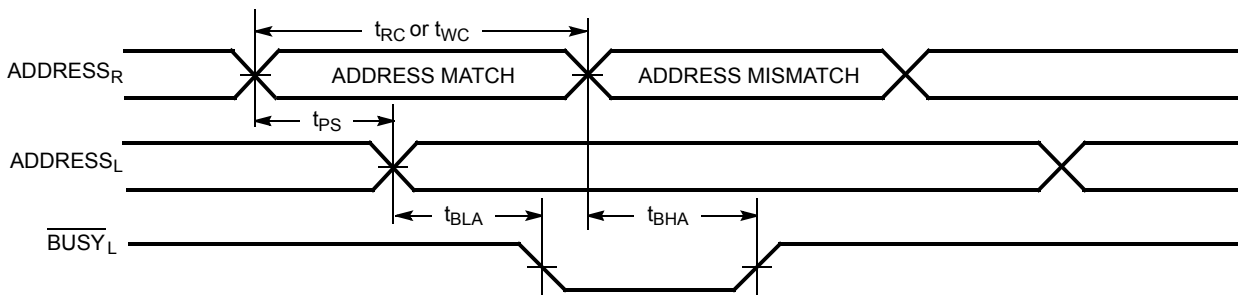 tRC or tWC
ADDRESSR
ADDRESS MATCH
ADDRESS MISMATCH
tPS
ADDRESSL
tBLA
tBHA
BUSYL